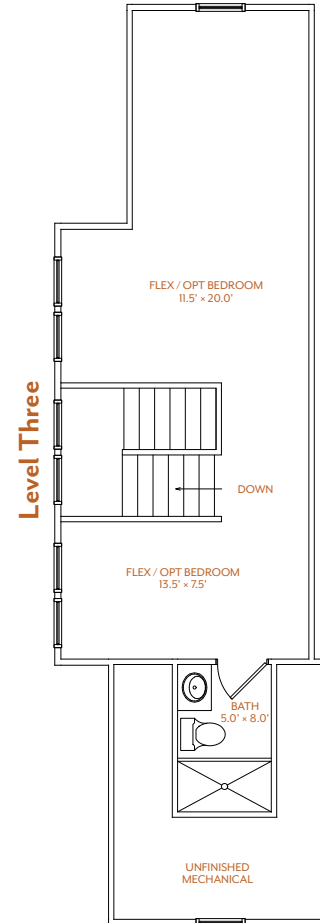 FLEX / OPT BEDROOM
11.5' × 20.0'
Level Three
DOWN
FLEX / OPT BEDROOM
13.5' × 7.5'
BATH
5.0' × 8.0'
UNFINISHED
MECHANICAL